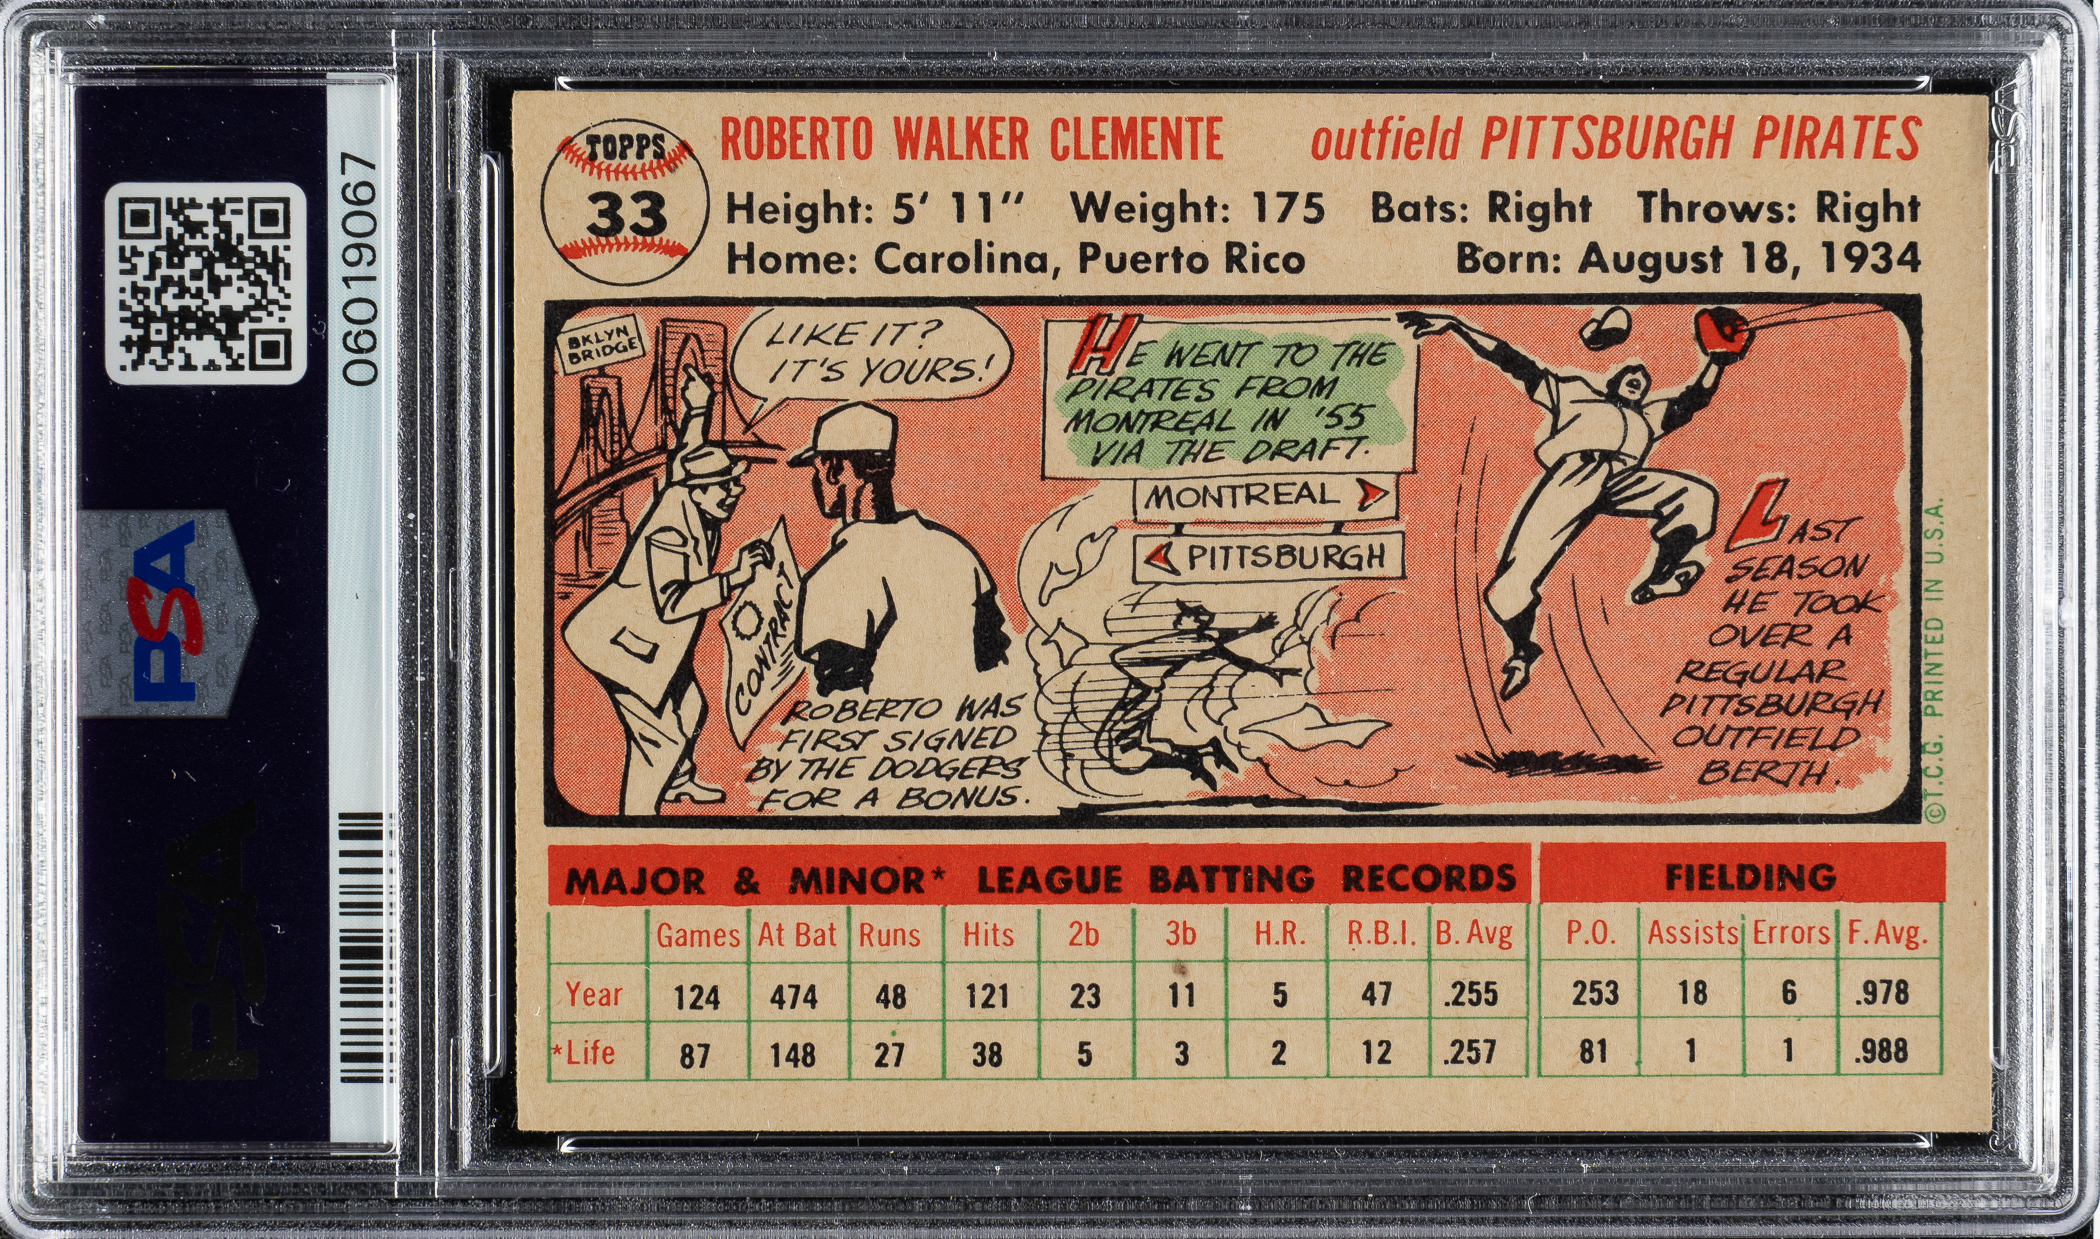 06019067
PSA
PSA
TOPPS
33
ROBERTO WALKER CLEMENTE outfield PITTSBURGH PIRATES
Height: 5' 11" Weight: 175 Bats: Right Throws: Right
Home: Carolina, Puerto Rico Born: August 18, 1934
BKLYN
BRIDGE
LIKE IT?
IT'S YOURS!
CONTRACT
ROBERTO WAS
FIRST SIGNED
BY THE DODGERS
FOR A BONUS.
HE WENT TO THE
PIRATES FROM
MONTREAL IN '55
VIA THE DRAFT.
MONTREAL
PITTSBURGH
LAST
SEASON
HE TOOK
OVER A
REGULAR
PITTSBURGH
OUTFIELD
BERTH.
©T.C.G. PRINTED IN U.S.A.
MAJOR & MINOR* LEAGUE BATTING RECORDS FIELDING
Games At Bat Runs Hits 2b 3b H.R. R.B.I. B. Avg P.O. Assists Errors F. Avg.
Year 124 474 48 121 23 11 5 47 .255 253 18 6 .978
*Life 87 148 27 38 5 3 2 12 .257 81 1 1 .988
PSA